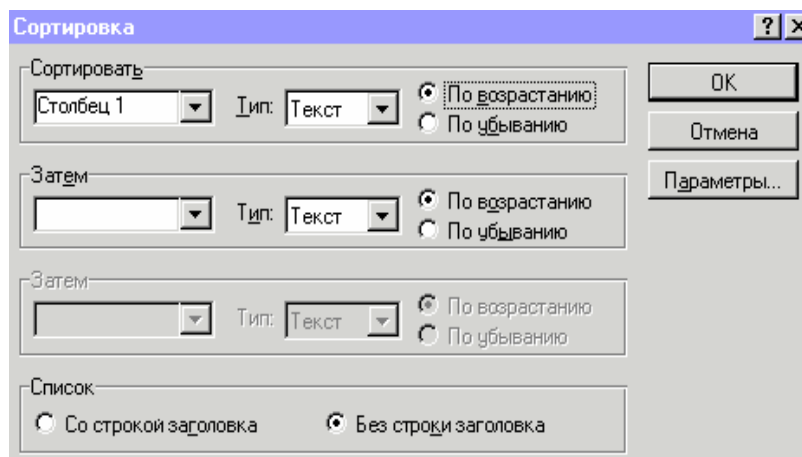 Сортировка
Сортировать
Столбец 1 Тип: Текст По возрастанию
По убыванию
Затем
Тип: Текст По возрастанию
По убыванию
Затем
Тип: Текст По возрастанию
По убыванию
Список
Со строкой заголовка Без строки заголовка
ОК
Отмена
Параметры...